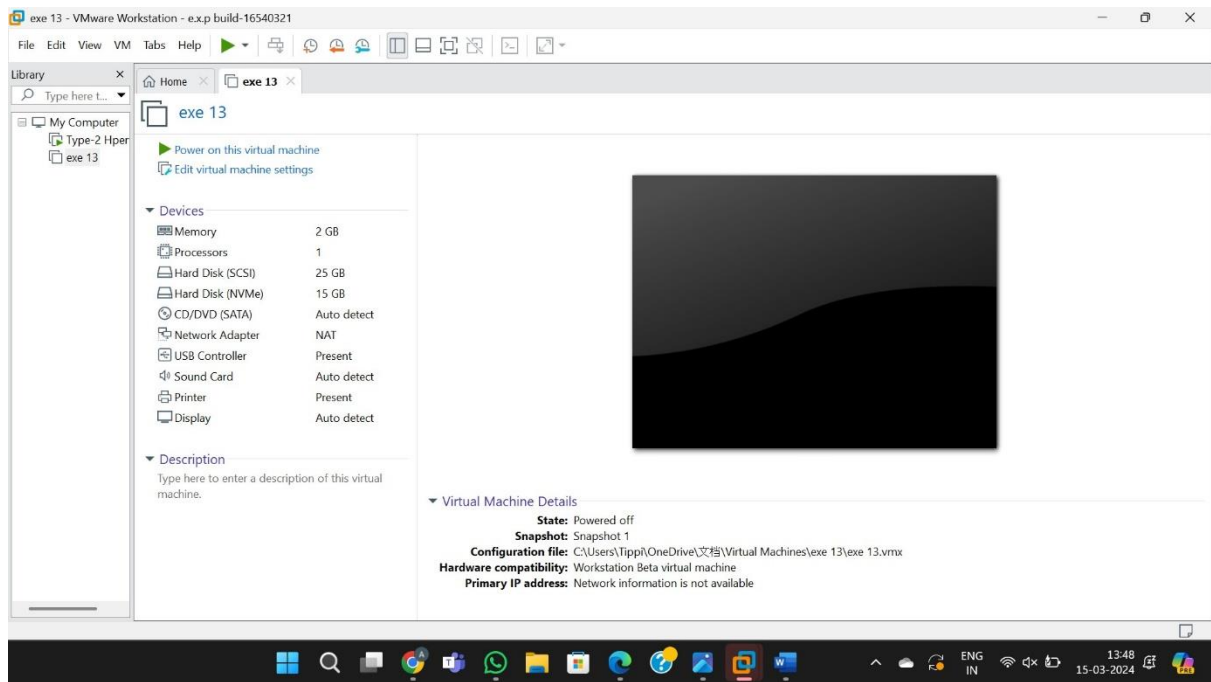 exe 13 - VMware Workstation - e.x.p build-16540321
File Edit View VM Tabs Help
Library
Type here t...
My Computer
Type-2 Hper
exe 13
Home
exe 13
exe 13
Power on this virtual machine
Edit virtual machine settings
Devices
Memory 2 GB
Processors 1
Hard Disk (SCSI) 25 GB
Hard Disk (NVMe) 15 GB
CD/DVD (SATA) Auto detect
Network Adapter NAT
USB Controller Present
Sound Card Auto detect
Printer Present
Display Auto detect
Description
Type here to enter a description of this virtual
machine.
Virtual Machine Details
State: Powered off
Snapshot: Snapshot 1
Configuration file: C:\Users\Tippi\OneDrive\文档\Virtual Machines\exe 13\exe 13.vmx
Hardware compatibility: Workstation Beta virtual machine
Primary IP address: Network information is not available
ENG
IN
13:48
15-03-2024
PRE